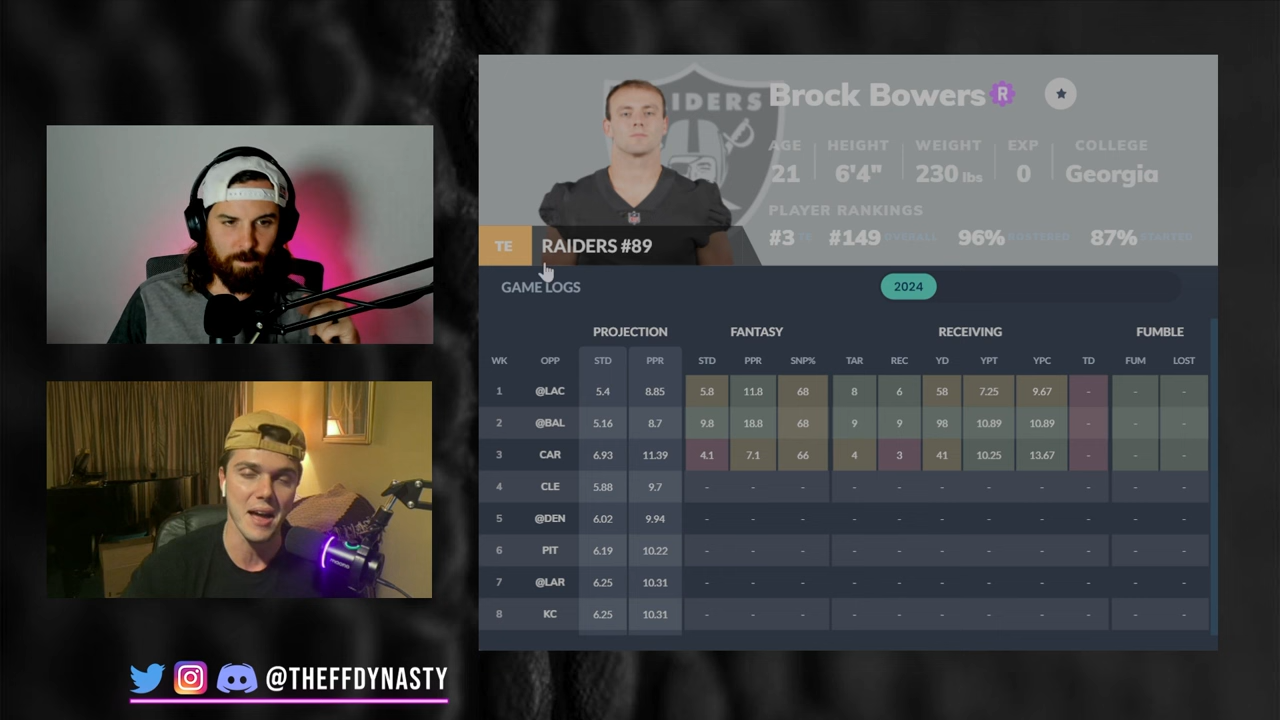 RAIDERS
Brock Bowers R
AGE HEIGHT WEIGHT EXP COLLEGE
21 6'4" 230 lbs 0 Georgia
PLAYER RANKINGS
#3 TE #149 OVERALL 96% ROSTERED 87% STARTED
TE RAIDERS #89
GAME LOGS 2024
PROJECTION FANTASY RECEIVING FUMBLE
WK OPP STD PPR STD PPR SNP% TAR REC YD YPT YPC TD FUM LOST
1 @LAC 5.4 8.85 5.8 11.8 68 8 6 58 7.25 9.67 - - -
2 @BAL 5.16 8.7 9.8 18.8 68 9 9 98 10.89 10.89 - - -
3 CAR 6.93 11.39 4.1 7.1 66 4 3 41 10.25 13.67 - - -
4 CLE 5.88 9.7 - - - - - - - - - - -
5 @DEN 6.02 9.94 - - - - - - - - - - -
6 PIT 6.19 10.22 - - - - - - - - - - -
7 @LAR 6.25 10.31 - - - - - - - - - - -
8 KC 6.25 10.31 - - - - - - - - - - -
@THEFFDYNASTY